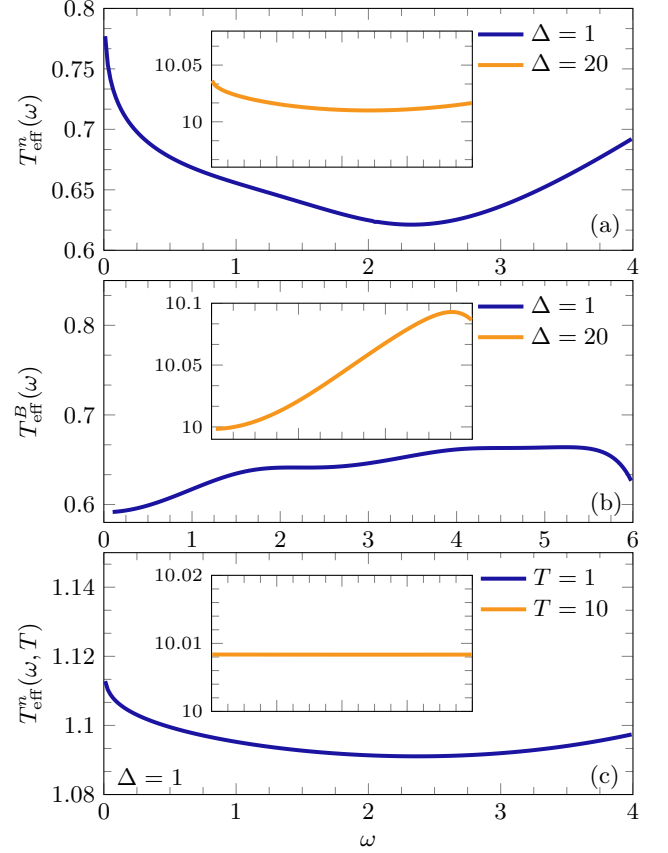 0.8
0.75
0.7
0.65
0.6
T^n_eff(ω)
10.05
10
Δ = 1
Δ = 20
(a)
0 1 2 3 4
0.8
0.7
0.6
T^B_eff(ω)
10.1
10.05
10
Δ = 1
Δ = 20
(b)
0 1 2 3 4 5 6
1.14
1.12
1.1
1.08
T^n_eff(ω, T)
10.02
10.01
10
T = 1
T = 10
Δ = 1
(c)
0 1 2 3 4
ω